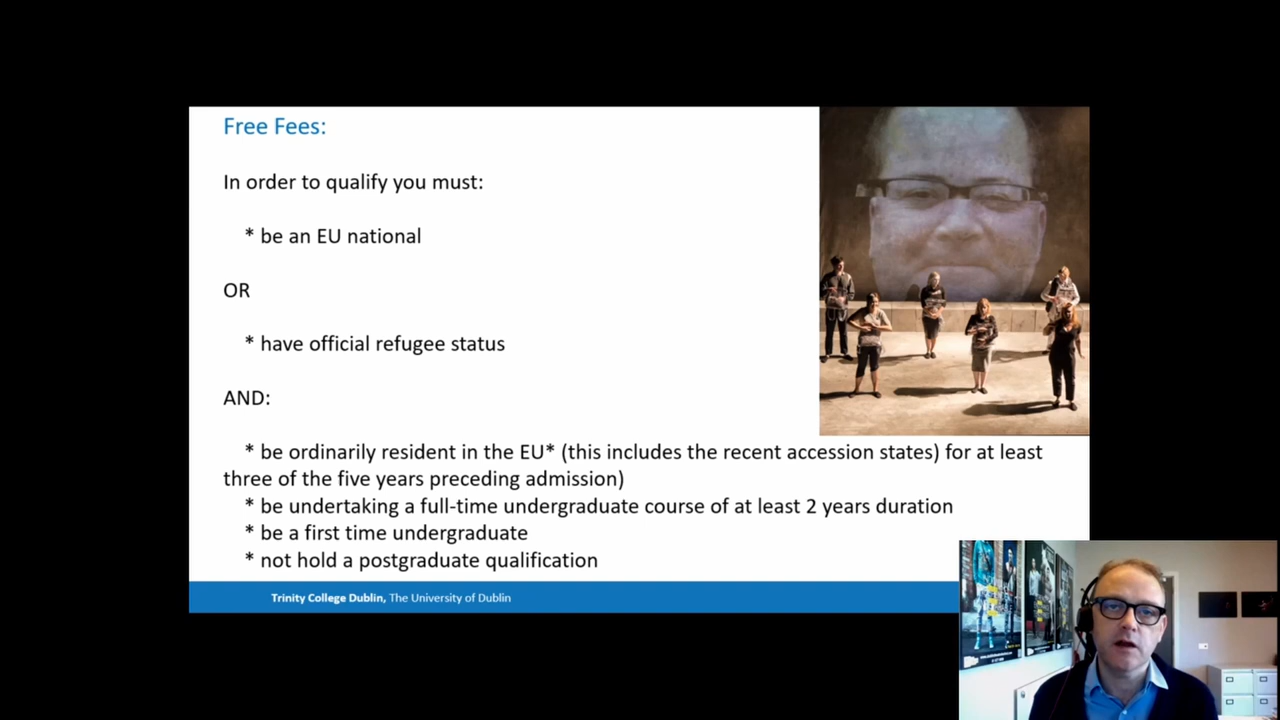 Free Fees:
In order to qualify you must:
* be an EU national
OR
* have official refugee status
AND:
* be ordinarily resident in the EU* (this includes the recent accession states) for at least
three of the five years preceding admission)
* be undertaking a full-time undergraduate course of at least 2 years duration
* be a first time undergraduate
* not hold a postgraduate qualification
Trinity College Dublin, The University of Dublin